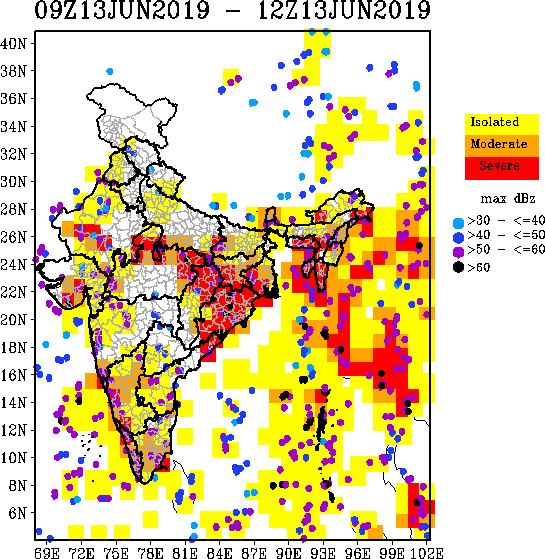 09Z13JUN2019 - 12Z13JUN2019
40N
38N
36N
34N
32N
30N
28N
26N
24N
22N
20N
18N
16N
14N
12N
10N
8N
6N
69E 72E 75E 78E 81E 84E 87E 90E 93E 96E 99E 102E
Isolated
Moderate
Severe
max dBz
>30 - <=40
>40 - <=50
>50 - <=60
>60